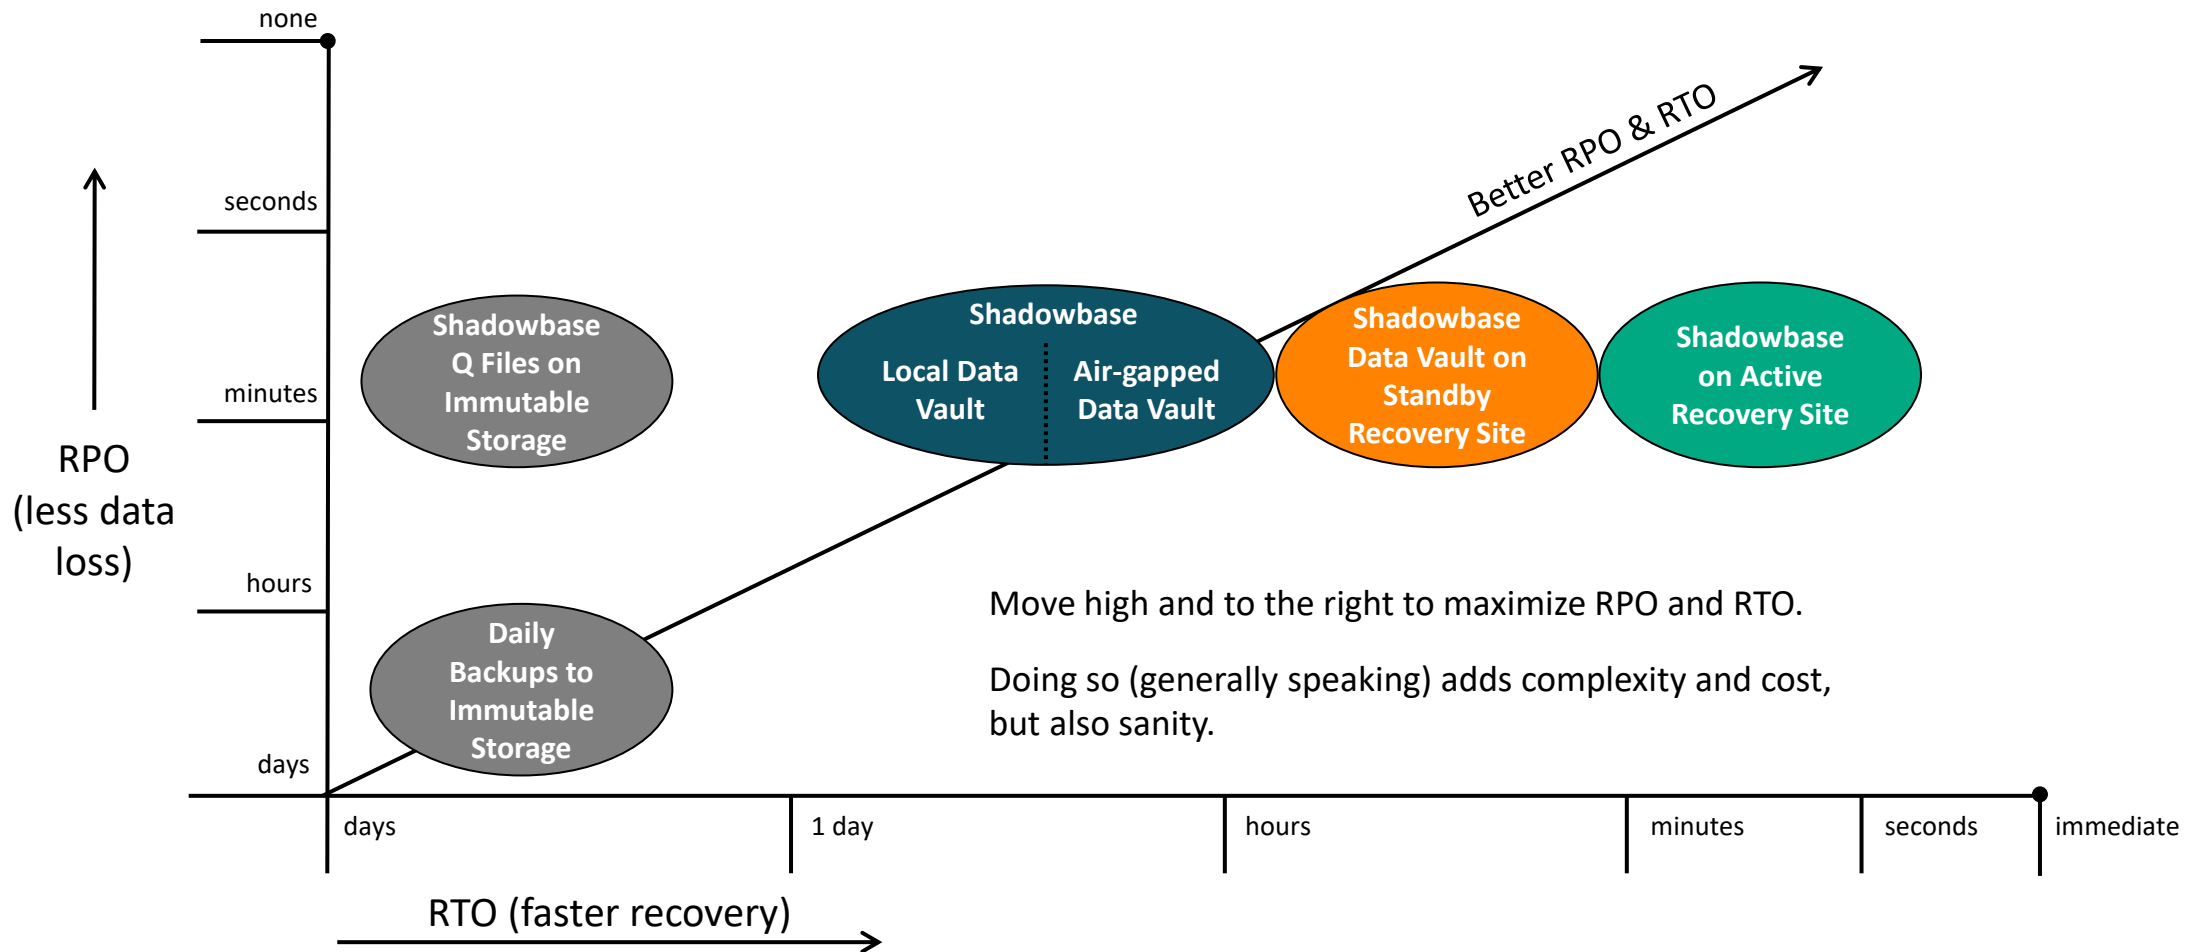 none
seconds
minutes
hours
days
RPO
(less data
loss)
Better RPO & RTO
Shadowbase
Q Files on
Immutable
Storage
Daily
Backups to
Immutable
Storage
Shadowbase
Local Data
Vault
Air-gapped
Data Vault
Shadowbase
Data Vault on
Standby
Recovery Site
Shadowbase
on Active
Recovery Site
Move high and to the right to maximize RPO and RTO.
Doing so (generally speaking) adds complexity and cost,
but also sanity.
days
1 day
hours
minutes
seconds
immediate
RTO (faster recovery)